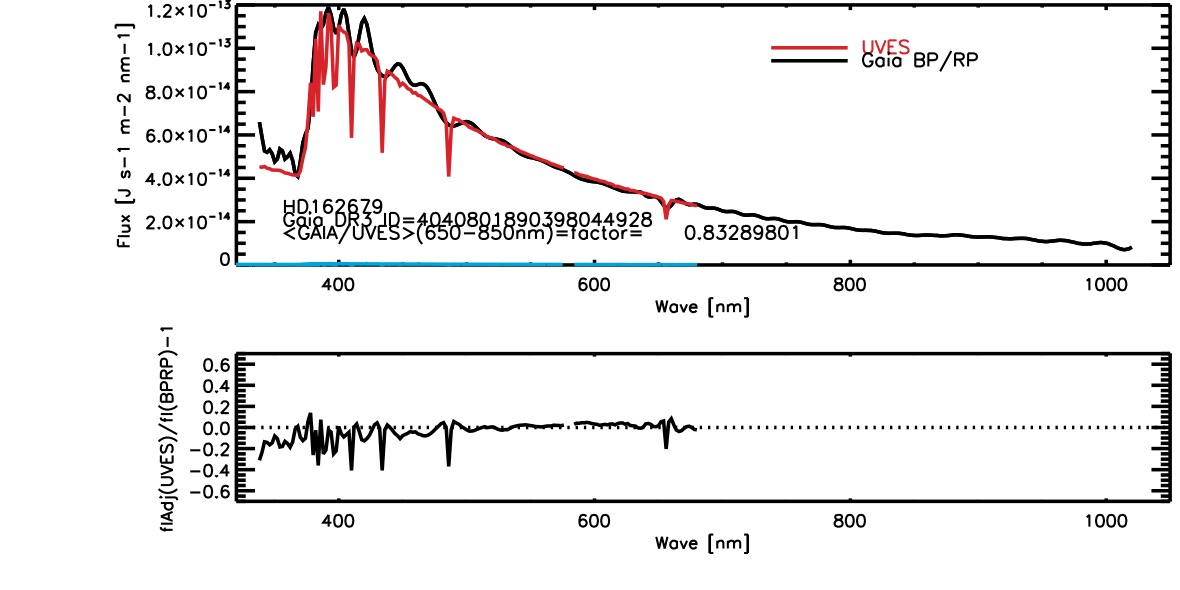 1.2×10−13
1.0×10−13
8.0×10−14
6.0×10−14
4.0×10−14
2.0×10−14
0
Flux [J s−1 m−2 nm−1]
UVES
Gaia BP/RP
HD162679
Gaia DR3 ID=4040801890398044928
<GAIA/UVES>(650−850nm)=factor= 0.83289801
400 600 800 1000
Wave [nm]
flAdj(UVES)/fl(BPRP)−1
0.6
0.4
0.2
0.0
−0.2
−0.4
−0.6
400 600 800 1000
Wave [nm]